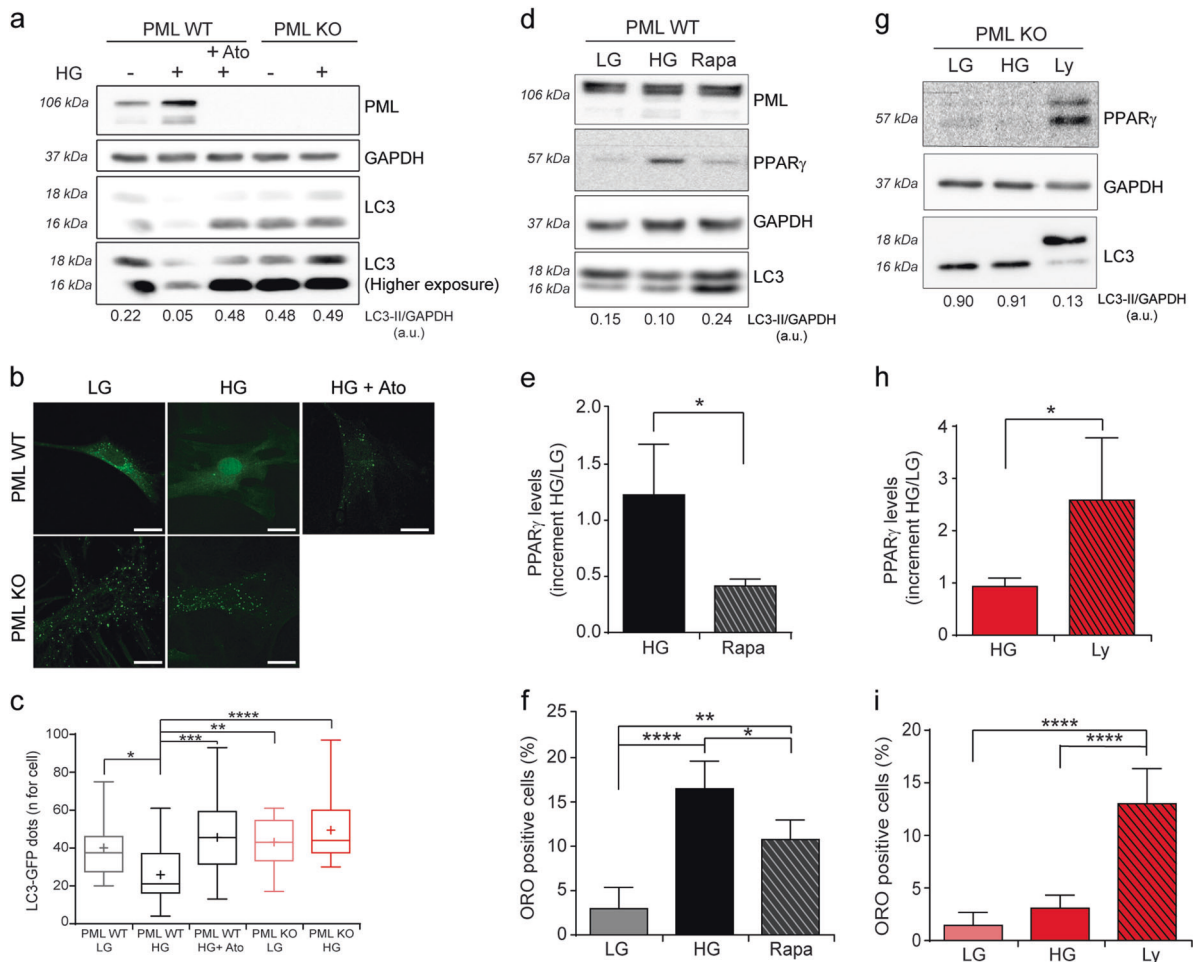 a
PML WT PML KO
+ Ato
HG - + + - +
106 kDa PML
37 kDa GAPDH
18 kDa
LC3
16 kDa
18 kDa LC3
16 kDa (Higher exposure)
0.22 0.05 0.48 0.48 0.49 LC3-II/GAPDH
(a.u.)
b
LG HG HG + Ato
PML WT
PML KO
c
LC3-GFP dots (n for cell)
100
80
60
40
20
0
* *** ** ****
PML WT PML WT PML WT PML KO PML KO
LG HG HG+ Ato LG HG
d
PML WT
LG HG Rapa
106 kDa PML
57 kDa PPARγ
37 kDa GAPDH
18 kDa LC3
16 kDa
0.15 0.10 0.24 LC3-II/GAPDH
(a.u.)
e
PPARγ levels
(increment HG/LG)
2.0
1.5
1.0
0.5
0.0
*
HG Rapa
f
ORO positive cells (%)
25
20
15
10
5
0
**
**** *
LG HG Rapa
g
PML KO
LG HG Ly
57 kDa PPARγ
37 kDa GAPDH
18 kDa LC3
16 kDa
0.90 0.91 0.13 LC3-II/GAPDH
(a.u.)
h
PPARγ levels
(increment HG/LG)
4
3
2
1
0
*
HG Ly
i
ORO positive cells (%)
20
15
10
5
0
****
****
LG HG Ly